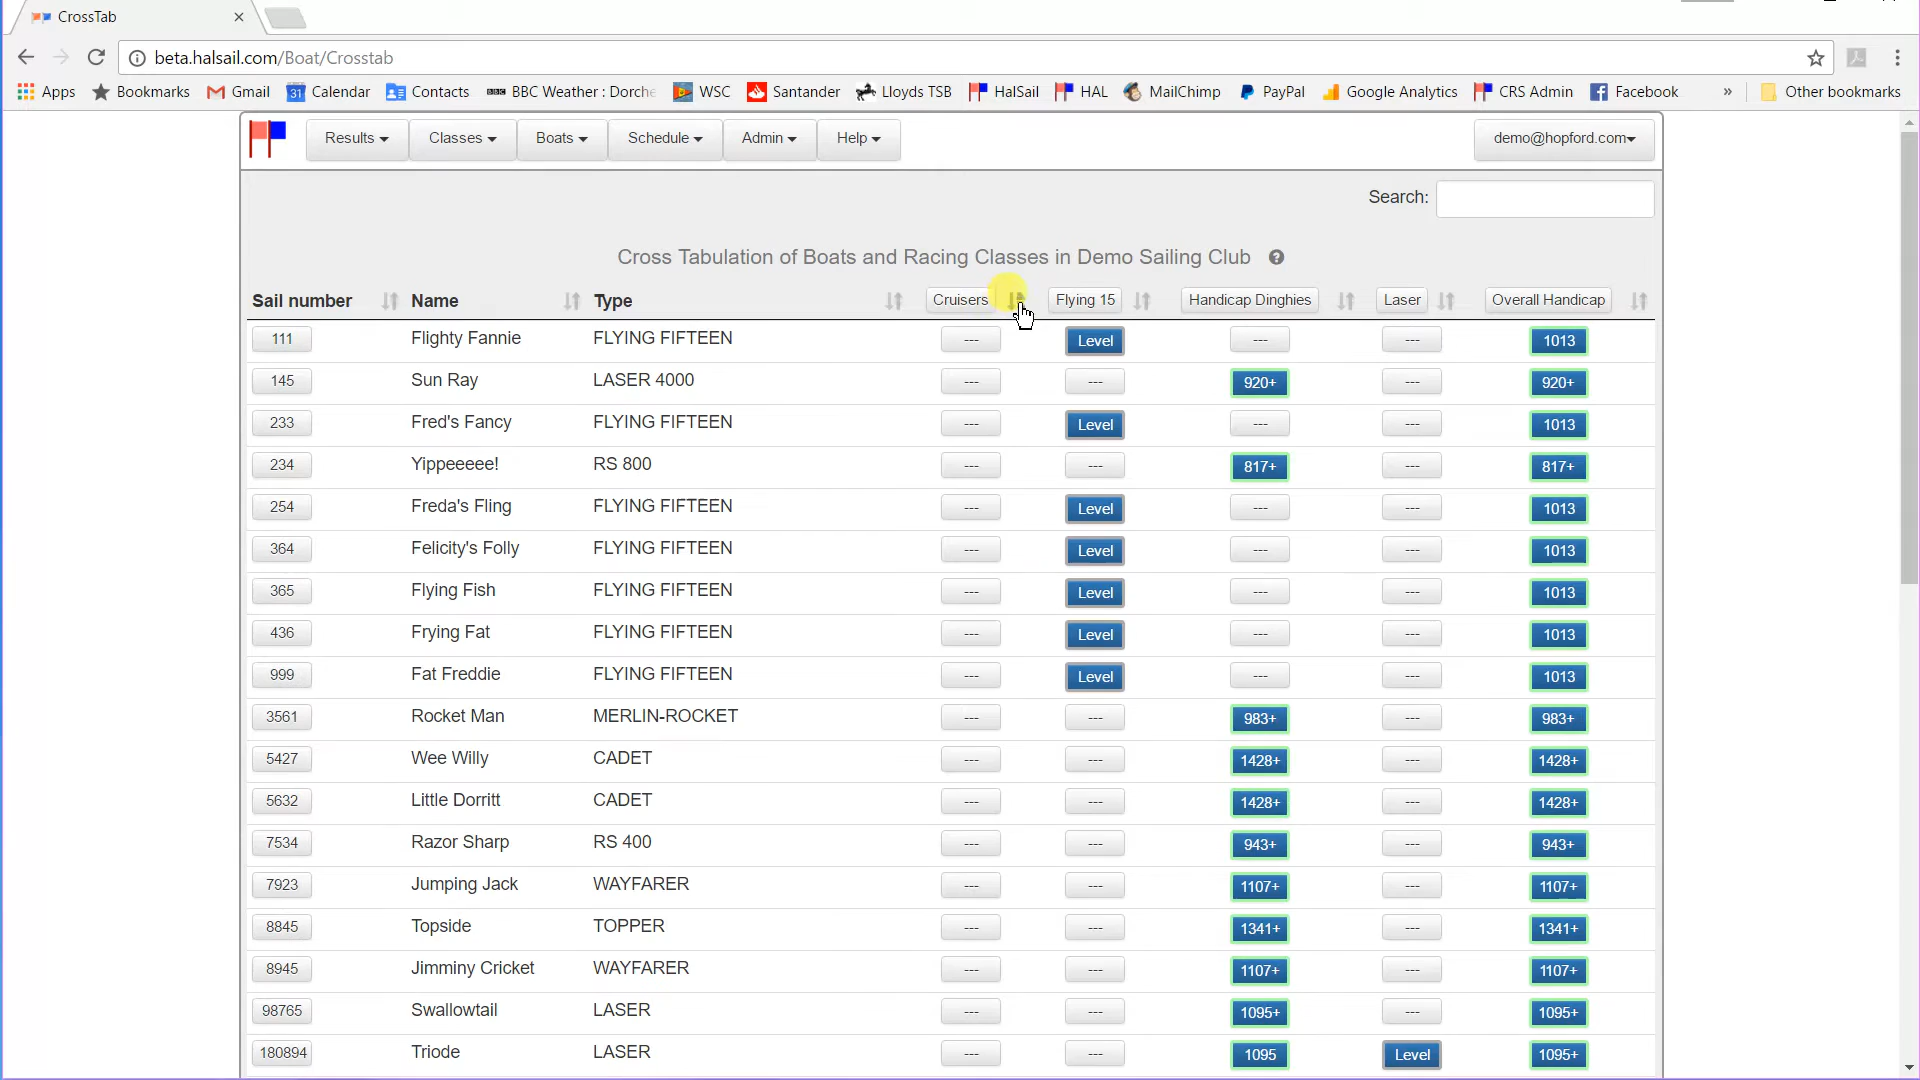 CrossTab
beta.halsail.com/Boat/Crosstab
Apps Bookmarks Gmail 31 Calendar Contacts BBC BBC Weather : Dorche WSC Santander Lloyds TSB HalSail HAL MailChimp PayPal Google Analytics CRS Admin Facebook » Other bookmarks
Results Classes Boats Schedule Admin Help demo@hopford.com
Search:
Cross Tabulation of Boats and Racing Classes in Demo Sailing Club ?
Sail number Name Type Cruisers Flying 15 Handicap Dinghies Laser Overall Handicap
111 Flighty Fannie FLYING FIFTEEN --- Level --- --- 1013
145 Sun Ray LASER 4000 --- --- 920+ --- 920+
233 Fred's Fancy FLYING FIFTEEN --- Level --- --- 1013
234 Yippeeeee! RS 800 --- --- 817+ --- 817+
254 Freda's Fling FLYING FIFTEEN --- Level --- --- 1013
364 Felicity's Folly FLYING FIFTEEN --- Level --- --- 1013
365 Flying Fish FLYING FIFTEEN --- Level --- --- 1013
436 Frying Fat FLYING FIFTEEN --- Level --- --- 1013
999 Fat Freddie FLYING FIFTEEN --- Level --- --- 1013
3561 Rocket Man MERLIN-ROCKET --- --- 983+ --- 983+
5427 Wee Willy CADET --- --- 1428+ --- 1428+
5632 Little Dorritt CADET --- --- 1428+ --- 1428+
7534 Razor Sharp RS 400 --- --- 943+ --- 943+
7923 Jumping Jack WAYFARER --- --- 1107+ --- 1107+
8845 Topside TOPPER --- --- 1341+ --- 1341+
8945 Jimminy Cricket WAYFARER --- --- 1107+ --- 1107+
98765 Swallowtail LASER --- --- 1095+ --- 1095+
180894 Triode LASER --- --- 1095 Level 1095+